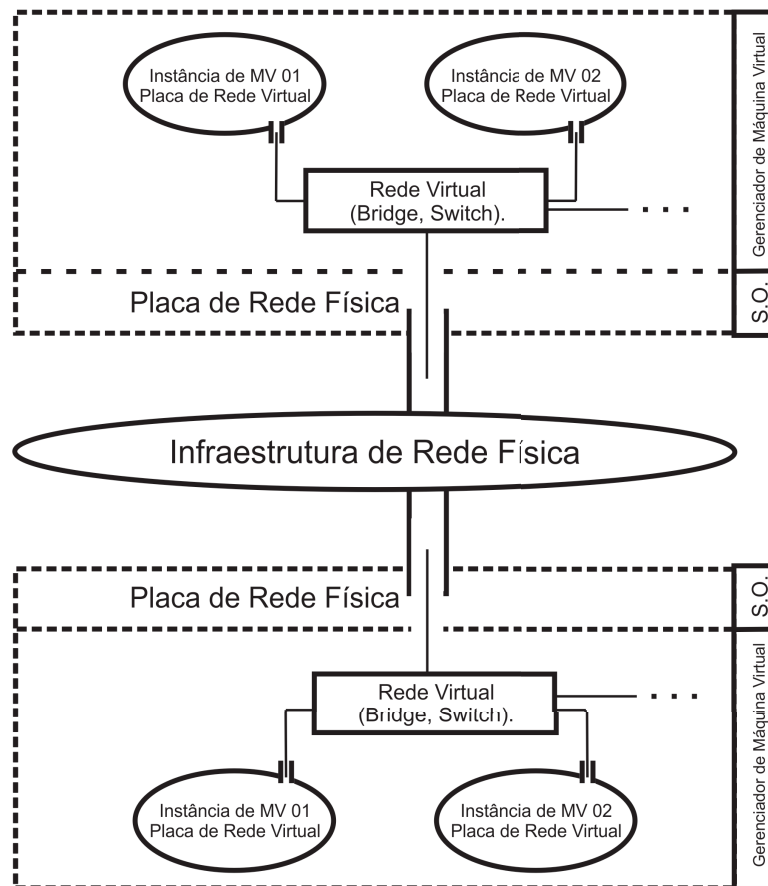 Instância de MV 01
Placa de Rede Virtual
Instância de MV 02
Placa de Rede Virtual
Gerenciador de Máquina Virtual
Rede Virtual
(Bridge, Switch).
. . .
Placa de Rede Física
S.O.
Infraestrutura de Rede Física
Placa de Rede Física
S.O.
Rede Virtual
(Bridge, Switch).
. . .
Gerenciador de Máquina Virtual
Instância de MV 01
Placa de Rede Virtual
Instância de MV 02
Placa de Rede Virtual